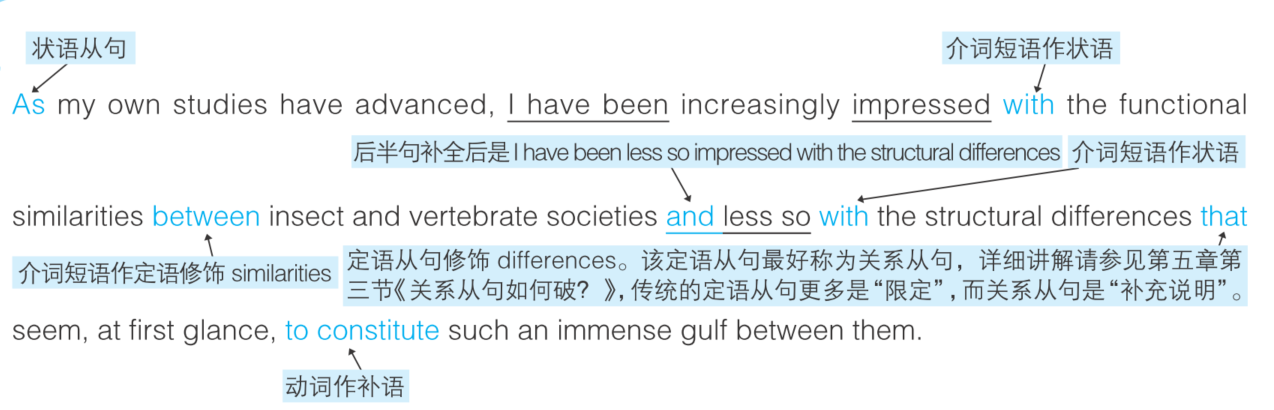 状语从句
介词短语作状语
As my own studies have advanced, I have been increasingly impressed with the functional
后半句补全后是 I have been less so impressed with the structural differences
介词短语作状语
similarities between insect and vertebrate societies and less so with the structural differences that
介词短语作定语修饰 similarities
定语从句修饰 differences。该定语从句最好称为关系从句，详细讲解请参见第五章第
三节《关系从句如何破？》，传统的定语从句更多是“限定”，而关系从句是“补充说明”。
seem, at first glance, to constitute such an immense gulf between them.
动词作补语